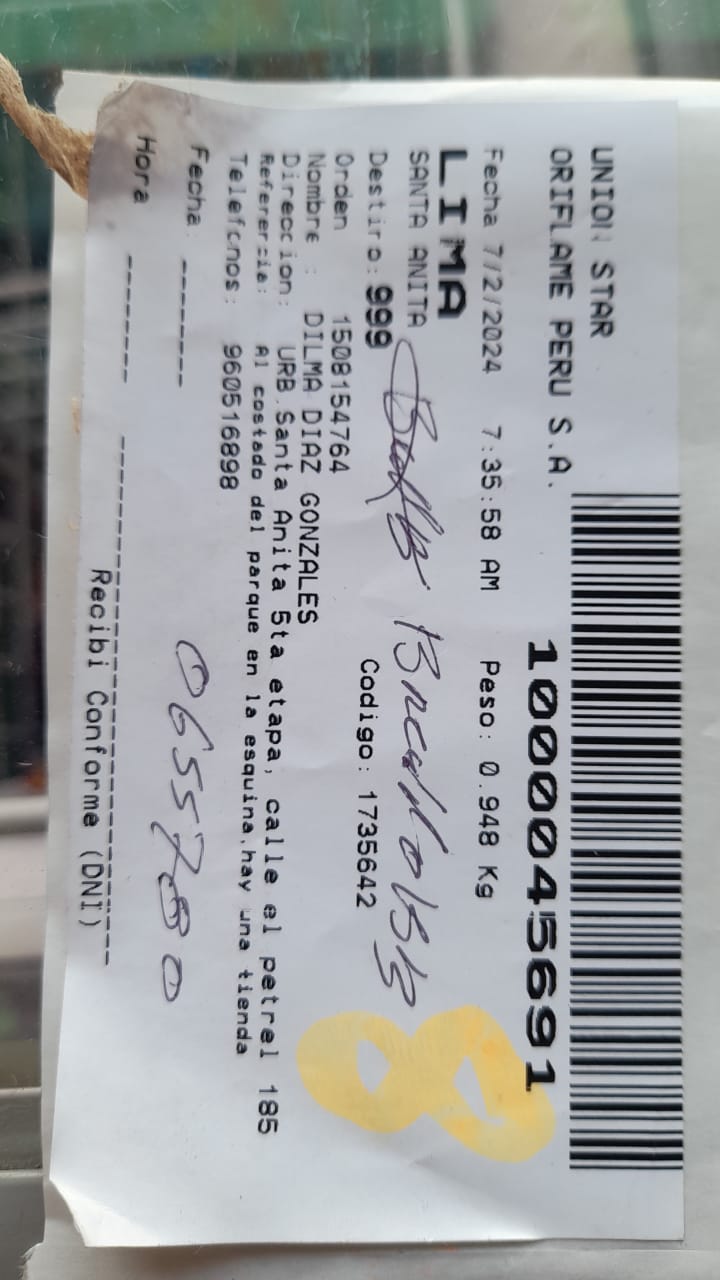 UNION STAR
ORIFLAME PERU S.A.
10000045691
Fecha 7/2/2024 7:35:58 AM Peso: 0.948 Kg
LIMA
SANTA ANITA
Destino: 999 Codigo: 1735642
Orden 1508154764
Nombre : DILMA DIAZ GONZALES
Direccion: URB.Santa Anita 5ta etapa, calle el petrel 185
Referencia: Al costado del parque en la esquina.hay una tienda
Telefonos: 960516898
Fecha: --------
Hora --------
Recibi Conforme (DNI)
8